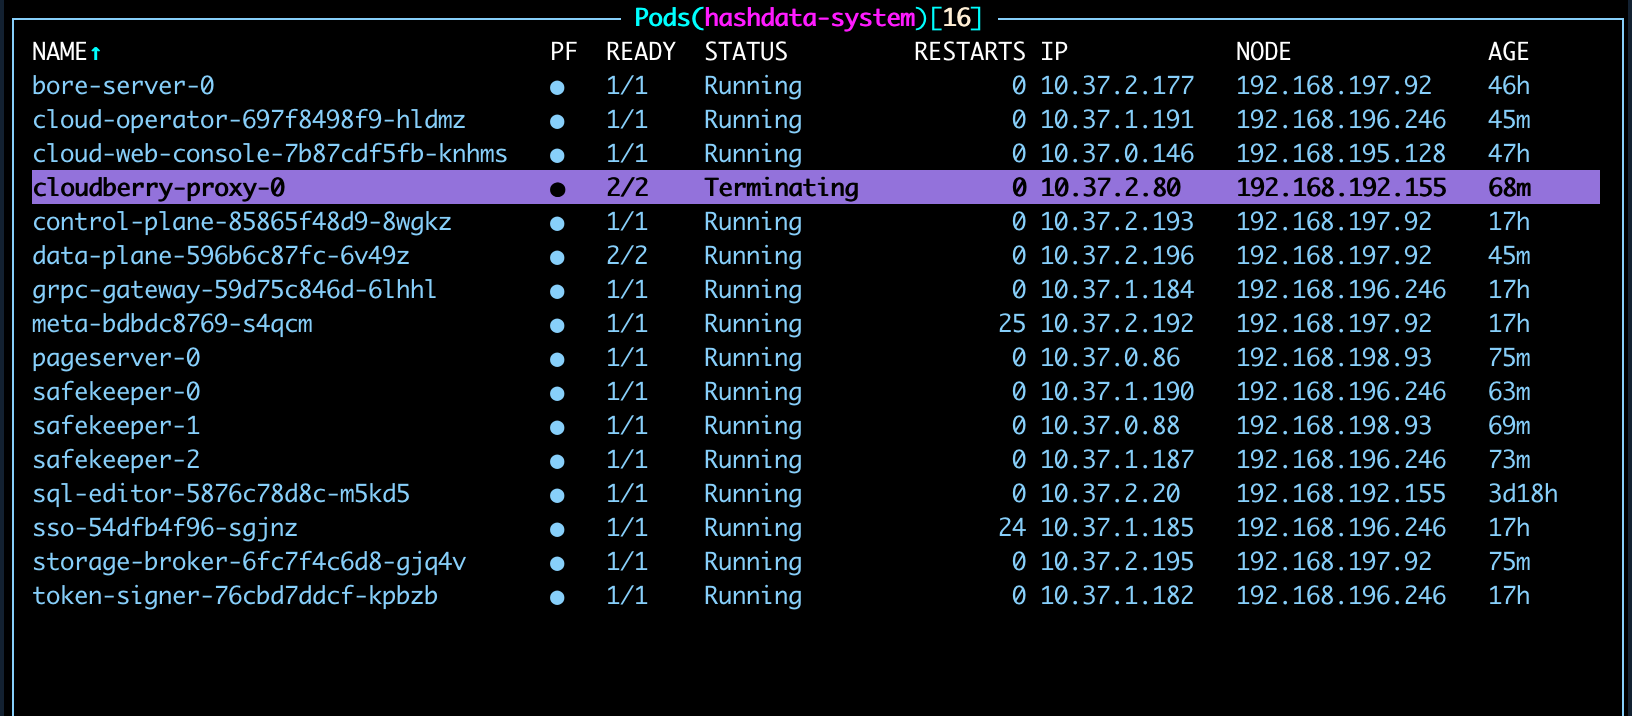 Pods(hashdata-system)[16]
NAME↑ PF READY STATUS RESTARTS IP NODE AGE
bore-server-0 ● 1/1 Running 0 10.37.2.177 192.168.197.92 46h
cloud-operator-697f8498f9-hldmz ● 1/1 Running 0 10.37.1.191 192.168.196.246 45m
cloud-web-console-7b87cdf5fb-knhms ● 1/1 Running 0 10.37.0.146 192.168.195.128 47h
cloudberry-proxy-0 ● 2/2 Terminating 0 10.37.2.80 192.168.192.155 68m
control-plane-85865f48d9-8wgkz ● 1/1 Running 0 10.37.2.193 192.168.197.92 17h
data-plane-596b6c87fc-6v49z ● 2/2 Running 0 10.37.2.196 192.168.197.92 45m
grpc-gateway-59d75c846d-6lhhl ● 1/1 Running 0 10.37.1.184 192.168.196.246 17h
meta-bdbdc8769-s4qcm ● 1/1 Running 25 10.37.2.192 192.168.197.92 17h
pageserver-0 ● 1/1 Running 0 10.37.0.86 192.168.198.93 75m
safekeeper-0 ● 1/1 Running 0 10.37.1.190 192.168.196.246 63m
safekeeper-1 ● 1/1 Running 0 10.37.0.88 192.168.198.93 69m
safekeeper-2 ● 1/1 Running 0 10.37.1.187 192.168.196.246 73m
sql-editor-5876c78d8c-m5kd5 ● 1/1 Running 0 10.37.2.20 192.168.192.155 3d18h
sso-54dfb4f96-sgjnz ● 1/1 Running 24 10.37.1.185 192.168.196.246 17h
storage-broker-6fc7f4c6d8-gjq4v ● 1/1 Running 0 10.37.2.195 192.168.197.92 75m
token-signer-76cbd7ddcf-kpbzb ● 1/1 Running 0 10.37.1.182 192.168.196.246 17h